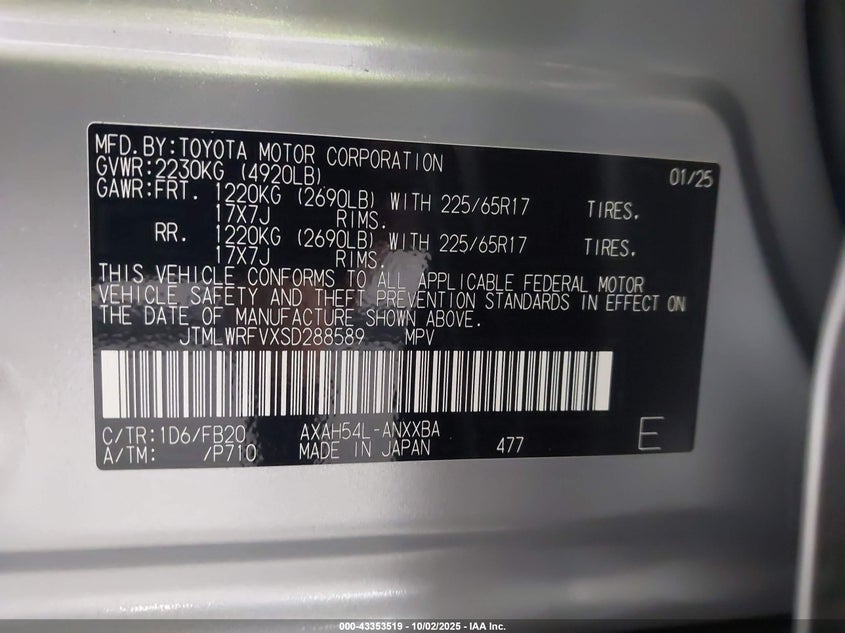 MFD.BY:TOYOTA MOTOR CORPORATION 01/25
GVWR:2230KG (4920LB)
GAWR:FRT. 1220KG (2690LB) WITH 225/65R17 TIRES.
17X7J RIMS.
RR. 1220KG (2690LB) WITH 225/65R17 TIRES.
17X7J RIMS.
THIS VEHICLE CONFORMS TO ALL APPLICABLE FEDERAL MOTOR
VEHICLE SAFETY AND THEFT PREVENTION STANDARDS IN EFFECT ON
THE DATE OF MANUFACTURE SHOWN ABOVE.
JTMLWRFVXSD288589 MPV
C/TR:1D6/FB20 AXAH54L-ANXXBA
A/TM: /P710 MADE IN JAPAN 477 E
000-43353519 - 10/02/2025 - IAA Inc.